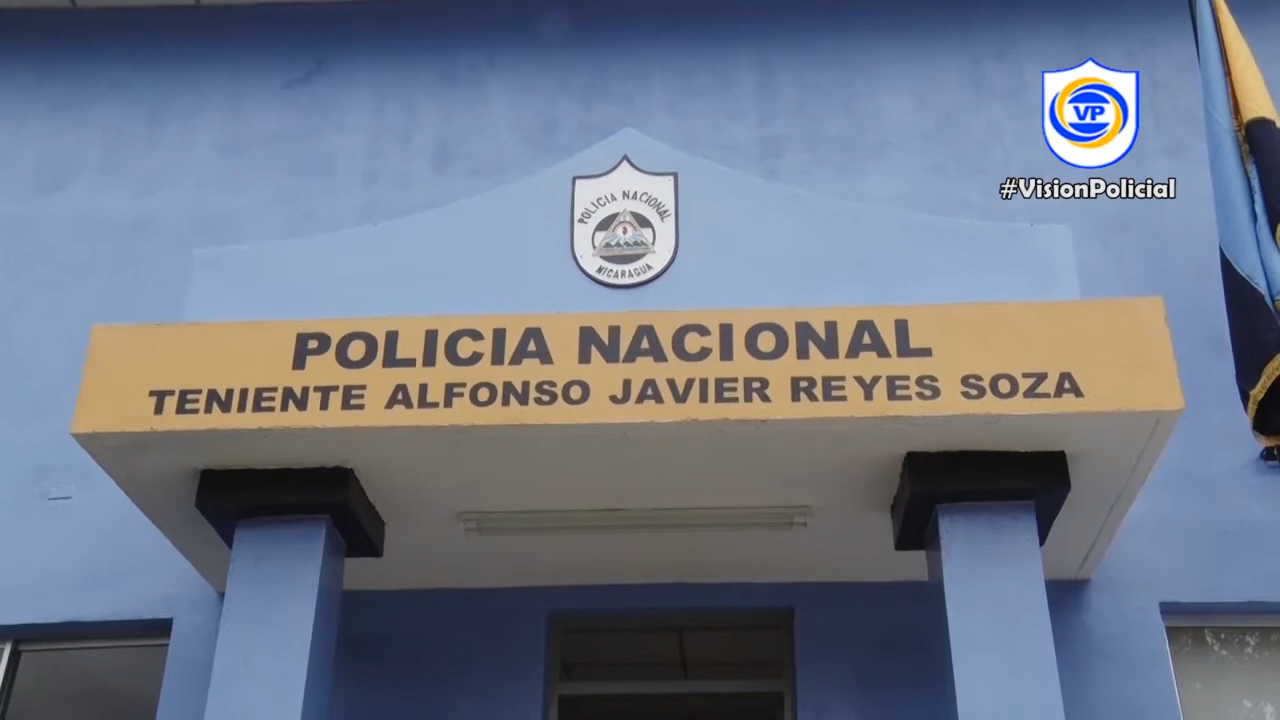 VP
#VisionPolicial
POLICIA NACIONAL
NICARAGUA
POLICIA NACIONAL
TENIENTE ALFONSO JAVIER REYES SOZA